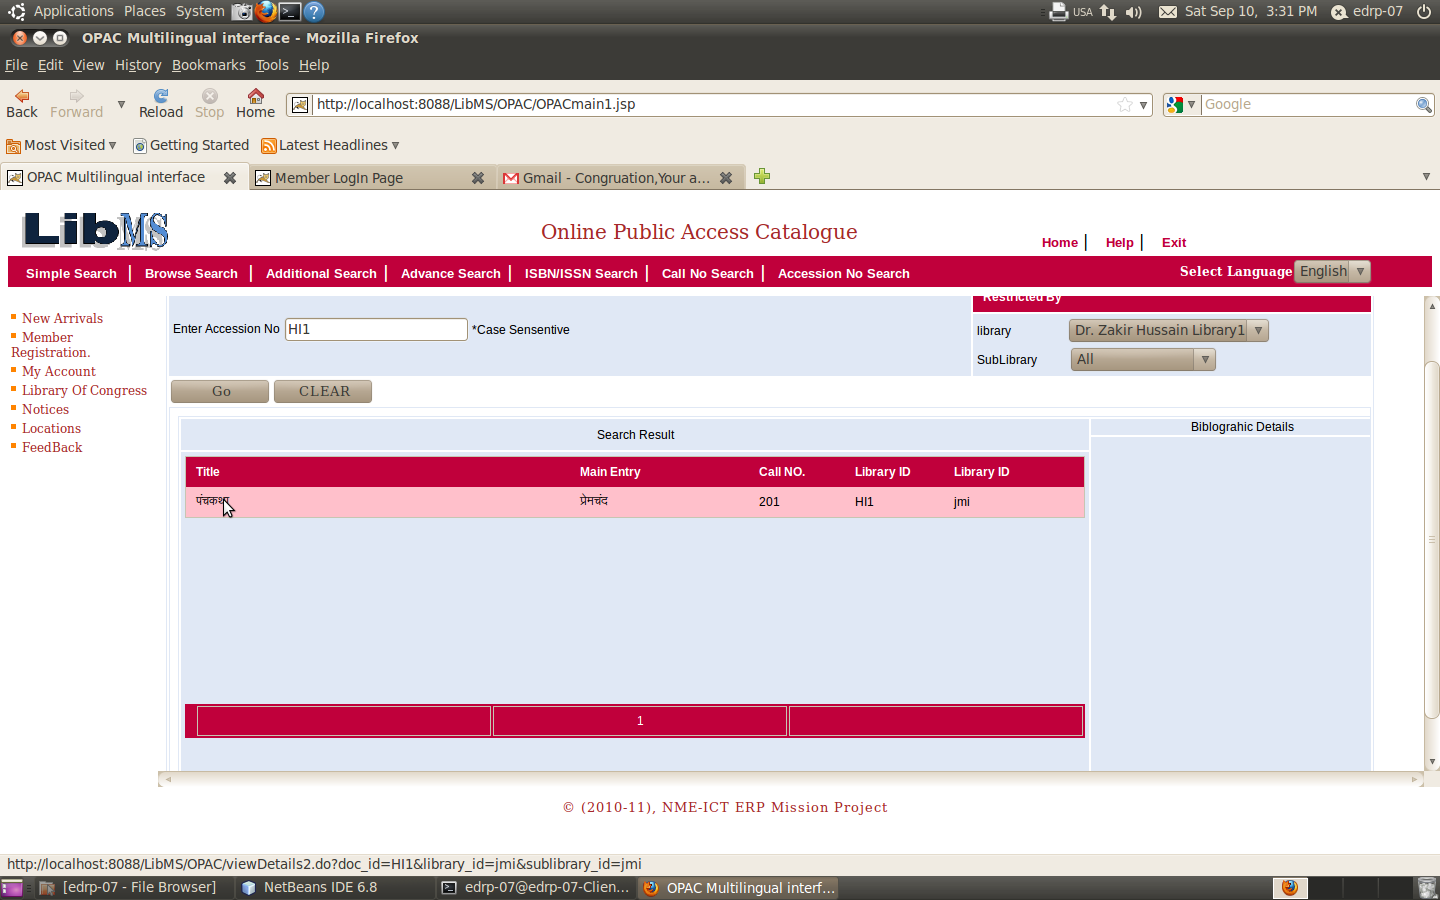 Applications Places System
USA
Sat Sep 10, 3:31 PM
edrp-07
OPAC Multilingual interface - Mozilla Firefox
File Edit View History Bookmarks Tools Help
Back Forward Reload Stop Home
http://localhost:8088/LibMS/OPAC/OPACmain1.jsp
Google
Most Visited Getting Started Latest Headlines
OPAC Multilingual interface
Member LogIn Page
Gmail - Congruation,Your a...
LibMS
Online Public Access Catalogue
Home Help Exit
Simple Search Browse Search Additional Search Advance Search ISBN/ISSN Search Call No Search Accession No Search
Select Language English
New Arrivals
Member
Registration.
My Account
Library Of Congress
Notices
Locations
FeedBack
Restricted By
Enter Accession No HI1 *Case Sensentive
library Dr. Zakir Hussain Library1
SubLibrary All
Go CLEAR
Search Result
Biblograhic Details
Title Main Entry Call NO. Library ID Library ID
पंचकथा प्रेमचंद 201 HI1 jmi
1
© (2010-11), NME-ICT ERP Mission Project
http://localhost:8088/LibMS/OPAC/viewDetails2.do?doc_id=HI1&library_id=jmi&sublibrary_id=jmi
[edrp-07 - File Browser]
NetBeans IDE 6.8
edrp-07@edrp-07-Clien...
OPAC Multilingual interf...